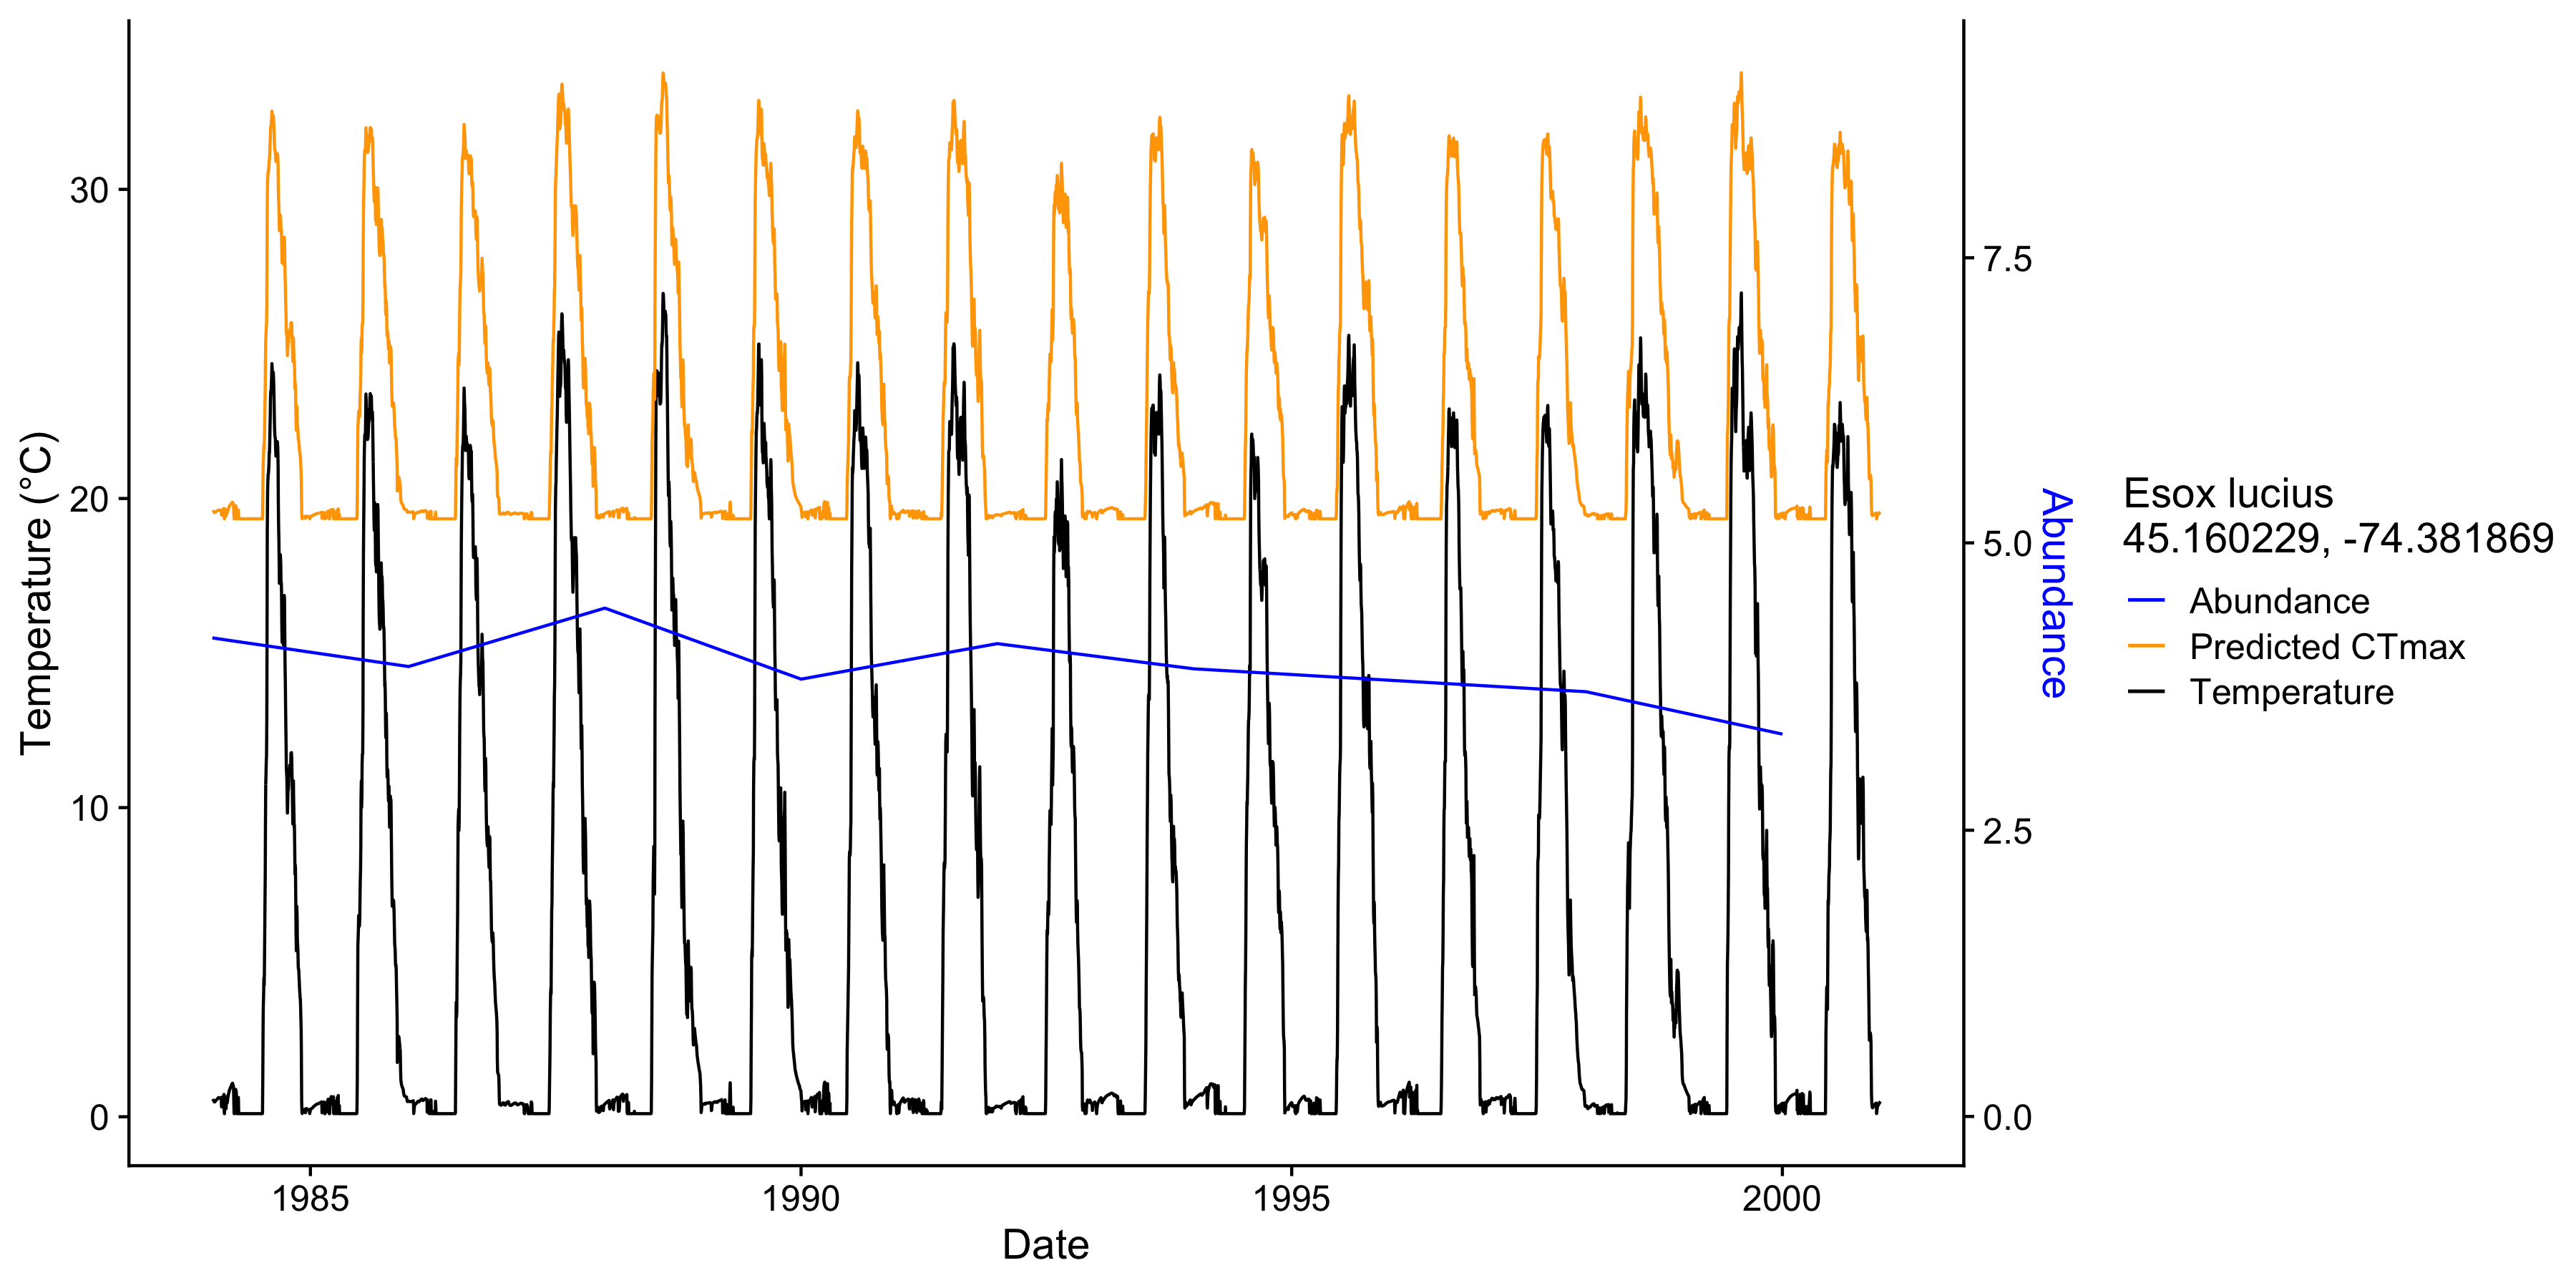 Temperature (°C)
30
20
10
0
1985
1990
1995
2000
Date
7.5
5.0
2.5
0.0
Abundance
Esox lucius
45.160229, -74.381869
Abundance
Predicted CTmax
Temperature